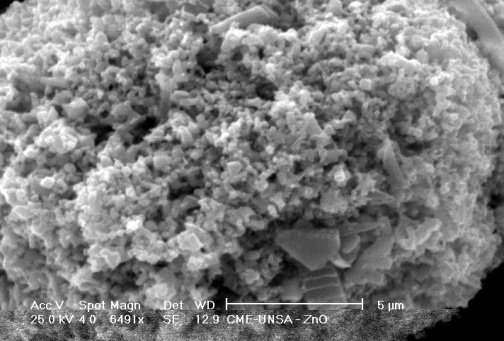 Acc.V Spot Magn Det WD 5 µm
25.0 kV 4.0 6491x SE 12.9 CME-UNSA - ZnO